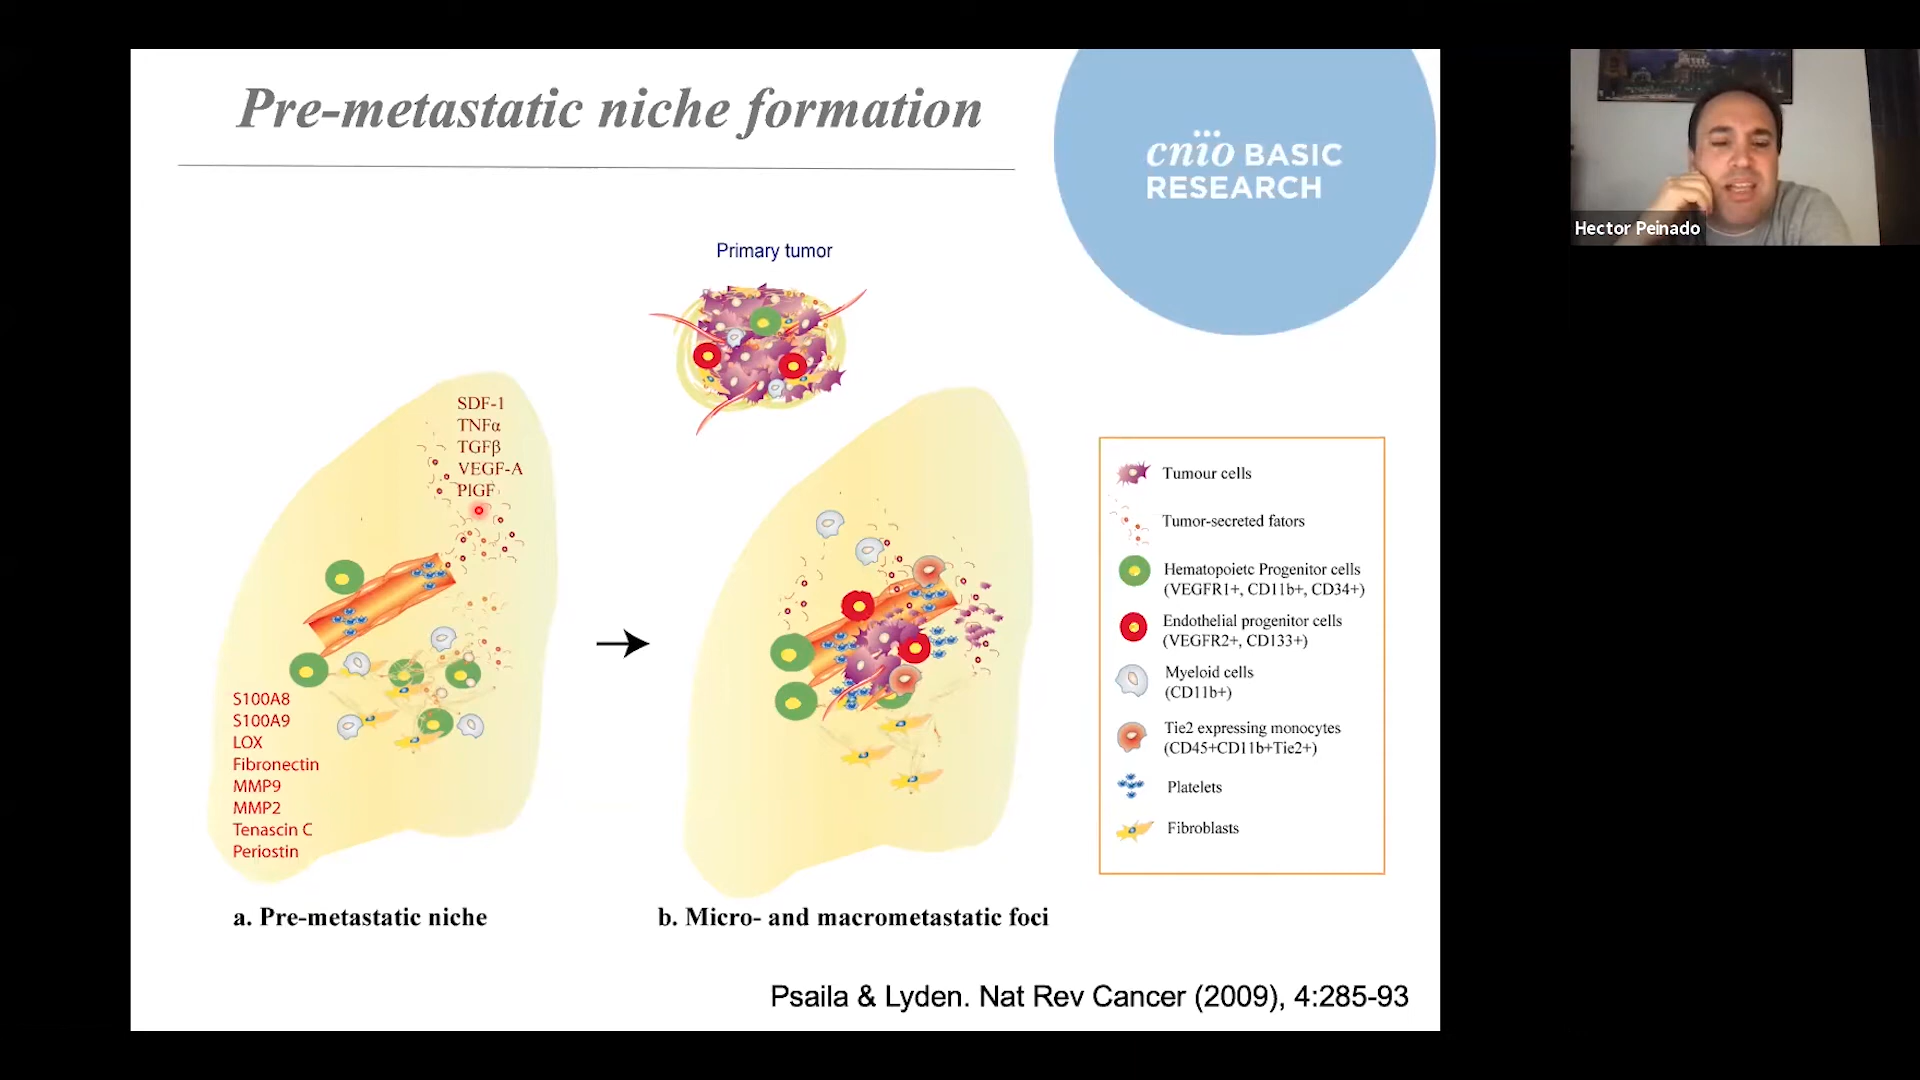 Pre-metastatic niche formation
cnio BASIC
RESEARCH
Hector Peinado
Primary tumor
SDF-1
TNFα
TGFβ
VEGF-A
PlGF
S100A8
S100A9
LOX
Fibronectin
MMP9
MMP2
Tenascin C
Periostin
Tumour cells
Tumor-secreted fators
Hematopoietc Progenitor cells
(VEGFR1+, CD11b+, CD34+)
Endothelial progenitor cells
(VEGFR2+, CD133+)
Myeloid cells
(CD11b+)
Tie2 expressing monocytes
(CD45+CD11b+Tie2+)
Platelets
Fibroblasts
a. Pre-metastatic niche
b. Micro- and macrometastatic foci
Psaila & Lyden. Nat Rev Cancer (2009), 4:285-93